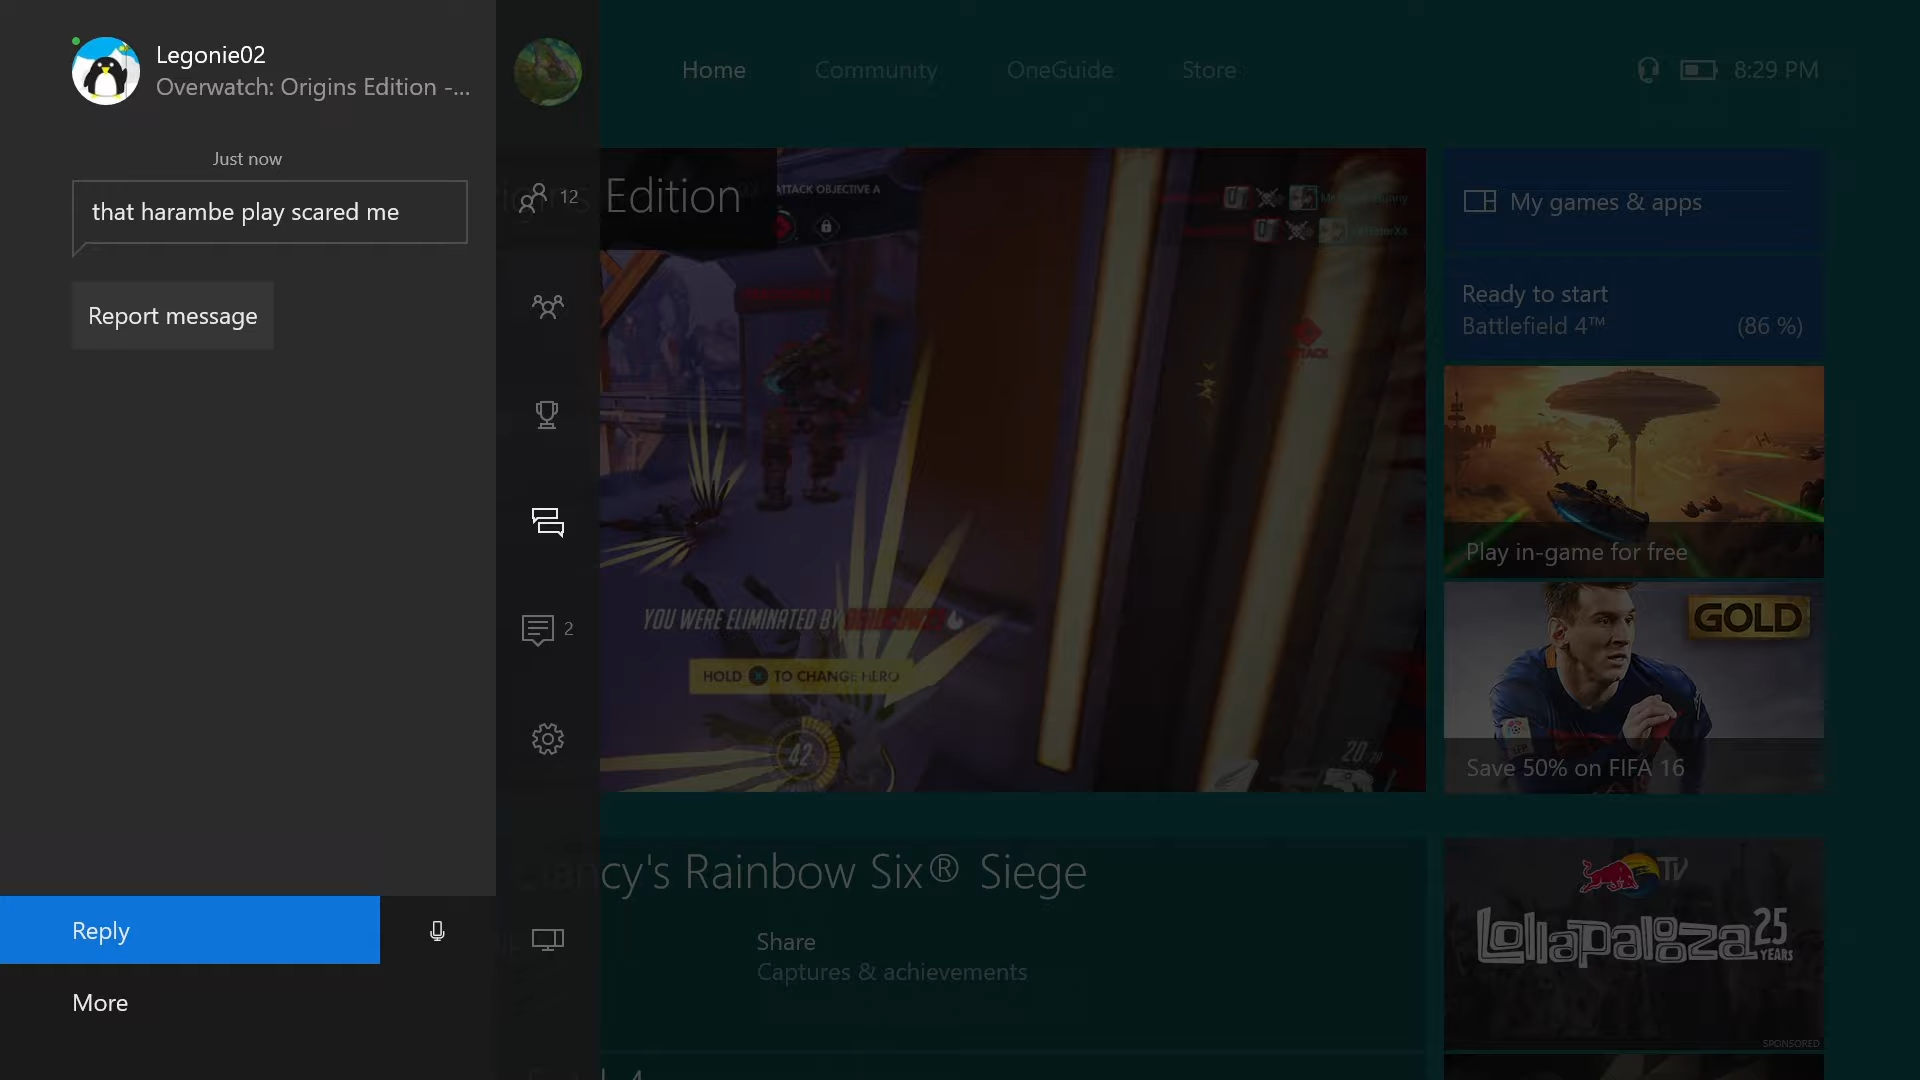 Legonie02
Overwatch: Origins Edition -...
Just now
that harambe play scared me
Report message
Reply
More
12
2
Home
Community
OneGuide
Store
8:29 PM
Edition
ATTACK OBJECTIVE A
YOU WERE ELIMINATED BY
HOLD X TO CHANGE HERO
42
20
My games & apps
Ready to start
Battlefield 4™
(86 %)
Play in-game for free
GOLD
Save 50% on FIFA 16
Clancy's Rainbow Six® Siege
Share
Captures & achievements
TV
Lollapalooza 25
YEARS
SPONSORED